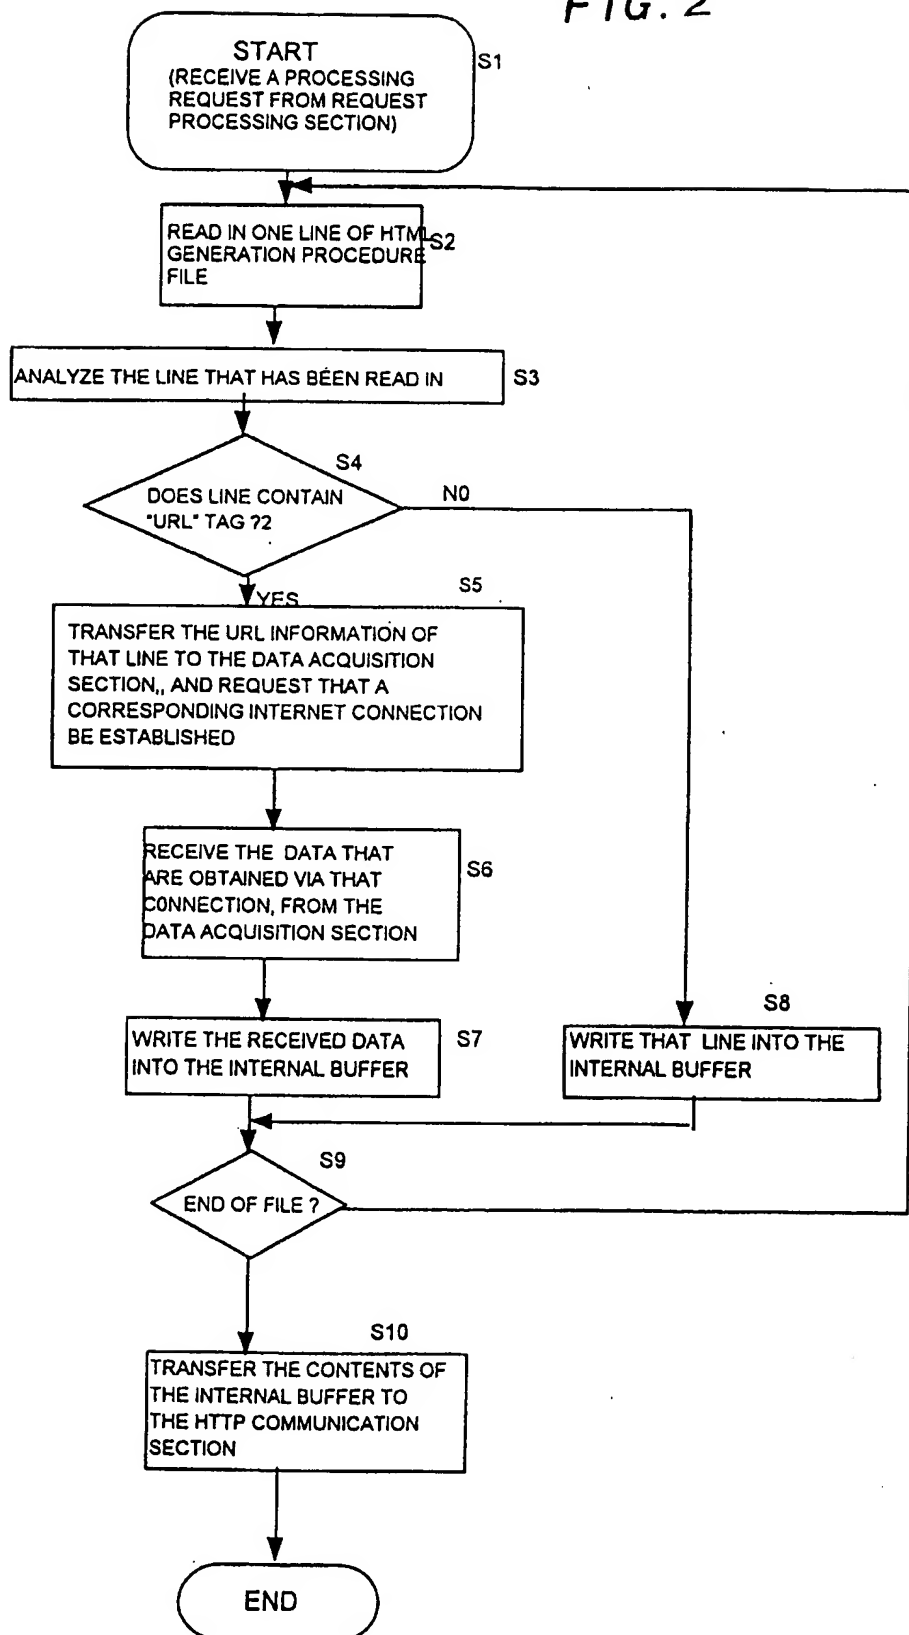 FIG. 2
START
(RECEIVE A PROCESSING
REQUEST FROM REQUEST
PROCESSING SECTION)
S1
READ IN ONE LINE OF HTML
GENERATION PROCEDURE
FILE
S2
ANALYZE THE LINE THAT HAS BEEN READ IN
S3
S4
DOES LINE CONTAIN
"URL" TAG ?2
N0
YES
S5
TRANSFER THE URL INFORMATION OF
THAT LINE TO THE DATA ACQUISITION
SECTION,, AND REQUEST THAT A
CORRESPONDING INTERNET CONNECTION
BE ESTABLISHED
RECEIVE THE DATA THAT
ARE OBTAINED VIA THAT
C0NNECTION, FROM THE
DATA ACQUISITION SECTION
S6
WRITE THE RECEIVED DATA
INTO THE INTERNAL BUFFER
S7
S8
WRITE THAT LINE INTO THE
INTERNAL BUFFER
S9
END OF FILE ?
S10
TRANSFER THE CONTENTS OF
THE INTERNAL BUFFER TO
THE HTTP COMMUNICATION
SECTION
END